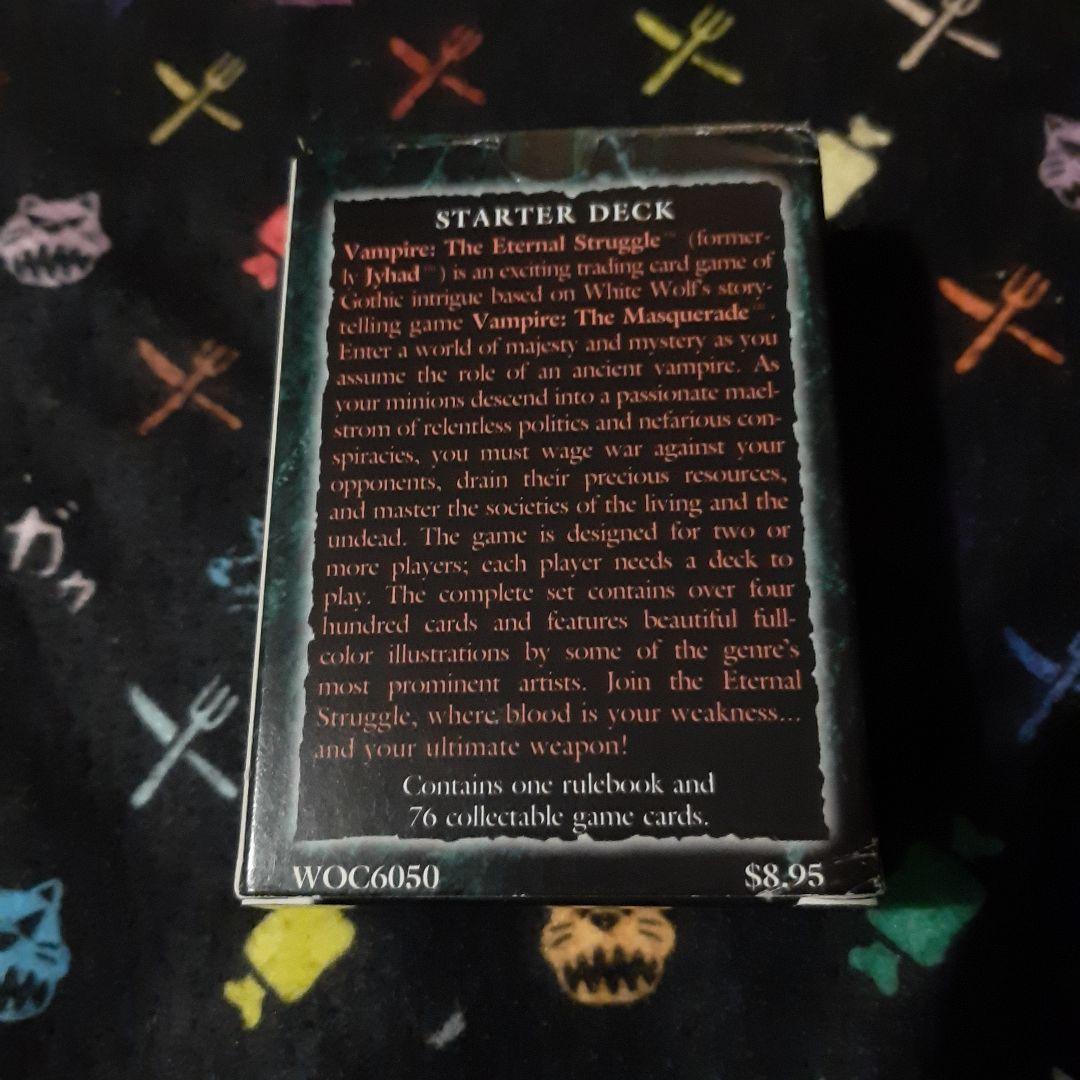 STARTER DECK
Vampire: The Eternal Struggle™ (former-
ly Jyhad™) is an exciting trading card game of
Gothic intrigue based on White Wolf's story-
telling game Vampire: The Masquerade™.
Enter a world of majesty and mystery as you
assume the role of an ancient vampire. As
your minions descend into a passionate mael-
strom of relentless politics and nefarious con-
spiracies, you must wage war against your
opponents, drain their precious resources,
and master the societies of the living and the
undead. The game is designed for two or
more players; each player needs a deck to
play. The complete set contains over four
hundred cards and features beautiful full-
color illustrations by some of the genre's
most prominent artists. Join the Eternal
Struggle, where blood is your weakness...
and your ultimate weapon!
Contains one rulebook and
76 collectable game cards.
WOC6050 $8.95